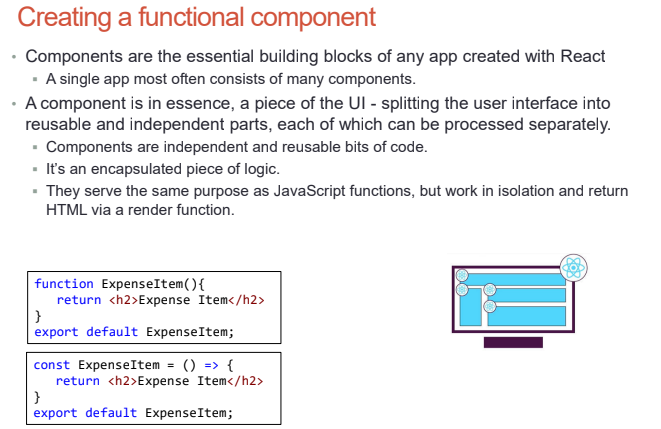 Creating a functional component
• Components are the essential building blocks of any app created with React
▪ A single app most often consists of many components.
• A component is in essence, a piece of the UI - splitting the user interface into
reusable and independent parts, each of which can be processed separately.
▪ Components are independent and reusable bits of code.
▪ It's an encapsulated piece of logic.
▪ They serve the same purpose as JavaScript functions, but work in isolation and return
HTML via a render function.
function ExpenseItem(){
   return <h2>Expense Item</h2>
}
export default ExpenseItem;
const ExpenseItem = () => {
   return <h2>Expense Item</h2>
}
export default ExpenseItem;